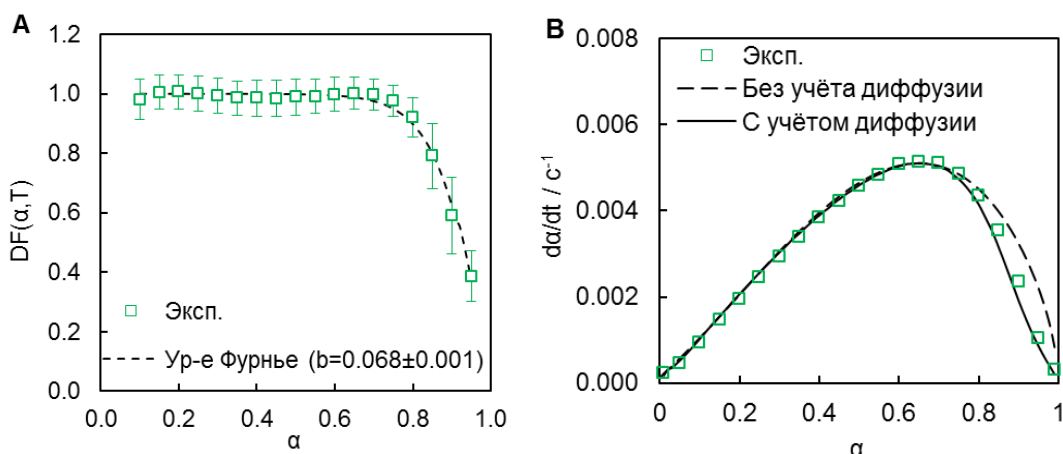 A
1.2
1.0
0.8
0.6
0.4
0.2
0.0
DF(α,T)
Эксп.
Ур-е Фурнье (b=0.068±0.001)
0.0 0.2 0.4 0.6 0.8 1.0
α
B
0.008
0.006
0.004
0.002
0.000
dα/dt / c⁻¹
Эксп.
Без учёта диффузии
С учётом диффузии
0 0.2 0.4 0.6 0.8 1
α